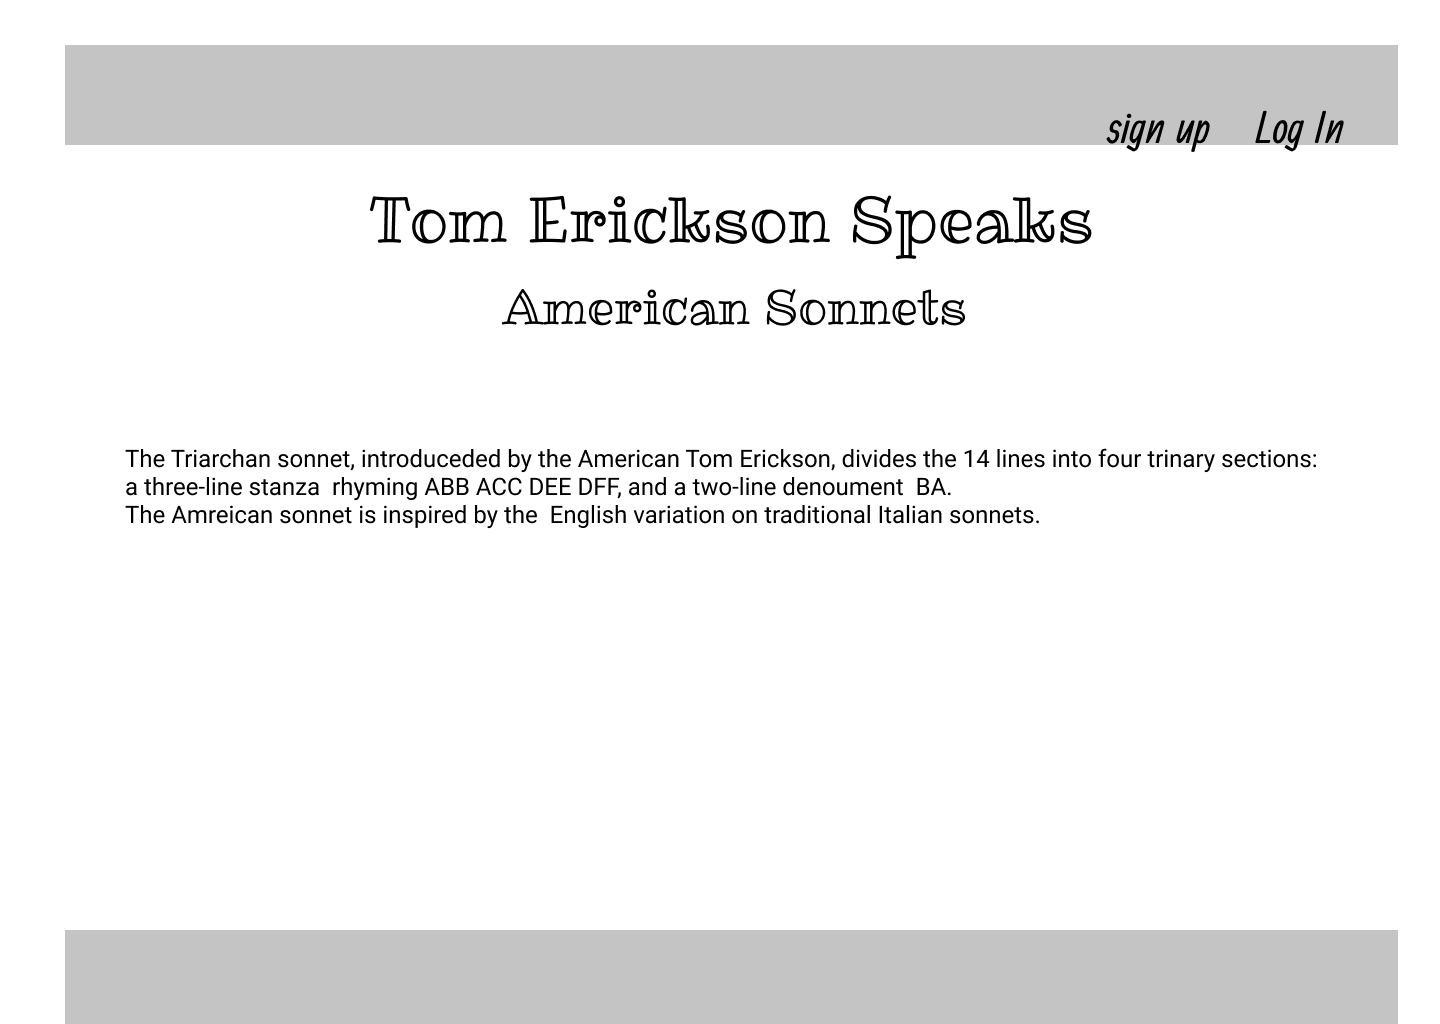 sign up Log In
Tom Erickson Speaks
American Sonnets
The Triarchan sonnet, introduceded by the American Tom Erickson, divides the 14 lines into four trinary sections:
a three-line stanza  rhyming ABB ACC DEE DFF, and a two-line denoument  BA.
The Amreican sonnet is inspired by the  English variation on traditional Italian sonnets.